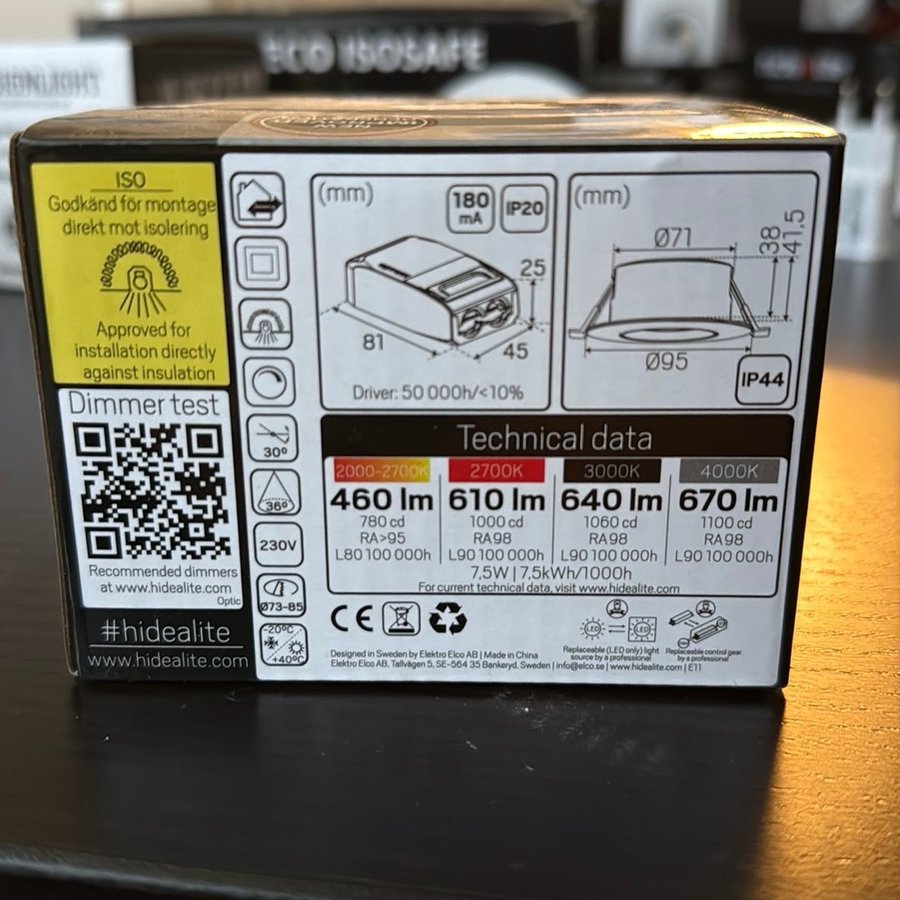 ECO ISOSAFE
ISO
Godkänd för montage
direkt mot isolering
Approved for
installation directly
against insulation
Dimmer test
Recommended dimmers
at www.hidealite.com
Optic
#hidealite
www.hidealite.com
30°
36°
230V
Ø73-85
-20°C
+40°C
(mm)
180
mA
IP20
25
81
45
Driver: 50 000h/<10%
(mm)
Ø71
38
41,5
Ø95
IP44
Technical data
2000-2700K 2700K 3000K 4000K
460 lm 610 lm 640 lm 670 lm
780 cd 1000 cd 1060 cd 1100 cd
RA>95 RA98 RA98 RA98
L80 100 000h L90 100 000h L90 100 000h L90 100 000h
7,5W | 7,5kWh/1000h
For current technical data, visit www.hidealite.com
CE
LED LED
Replaceable (LED only) light
source by a professional
Replaceable control gear
by a professional
Designed in Sweden by Elektro Elco AB | Made in China
Elektro Elco AB, Tallvägen 5, SE-564 35 Bankeryd, Sweden | info@elco.se | www.hidealite.com | E11